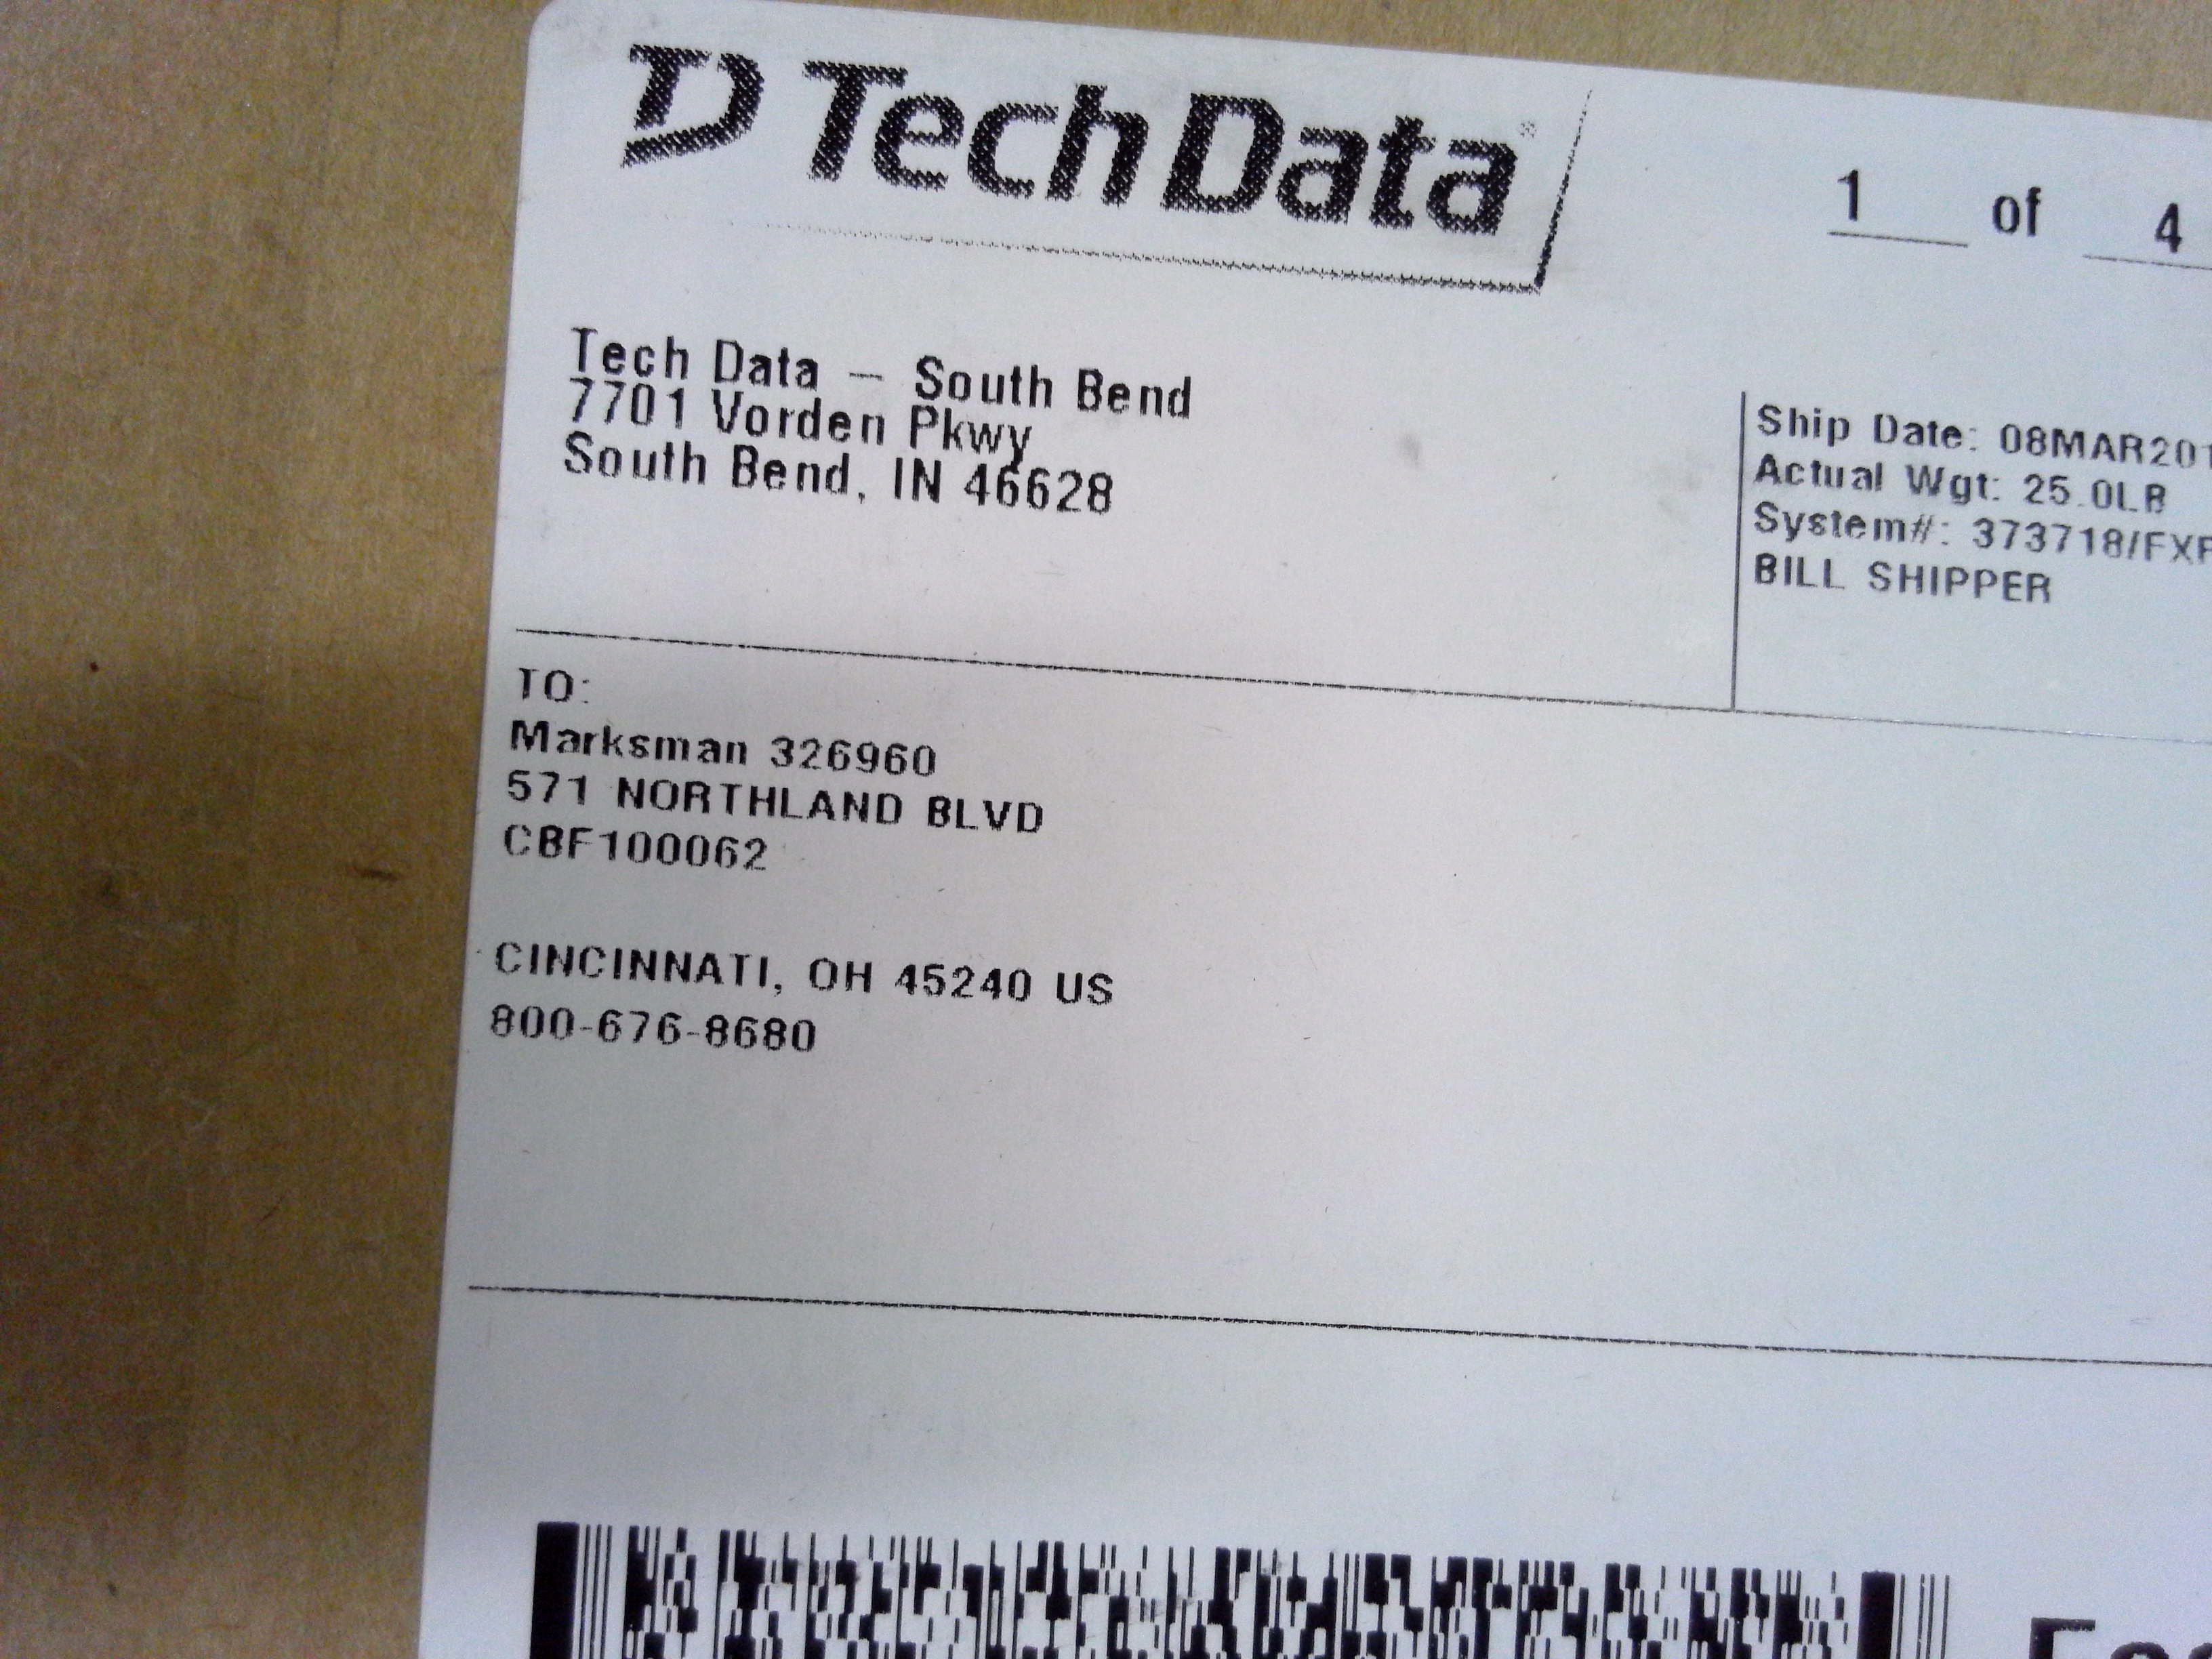 TechData®
1 of 4
Tech Data – South Bend
7701 Vorden Pkwy
South Bend, IN 46628
Ship Date: 08MAR201
Actual Wgt: 25.0LB
System#: 373718/FXF
BILL SHIPPER
TO:
Marksman 326960
571 NORTHLAND BLVD
CBF100062
CINCINNATI, OH 45240 US
800-676-8680